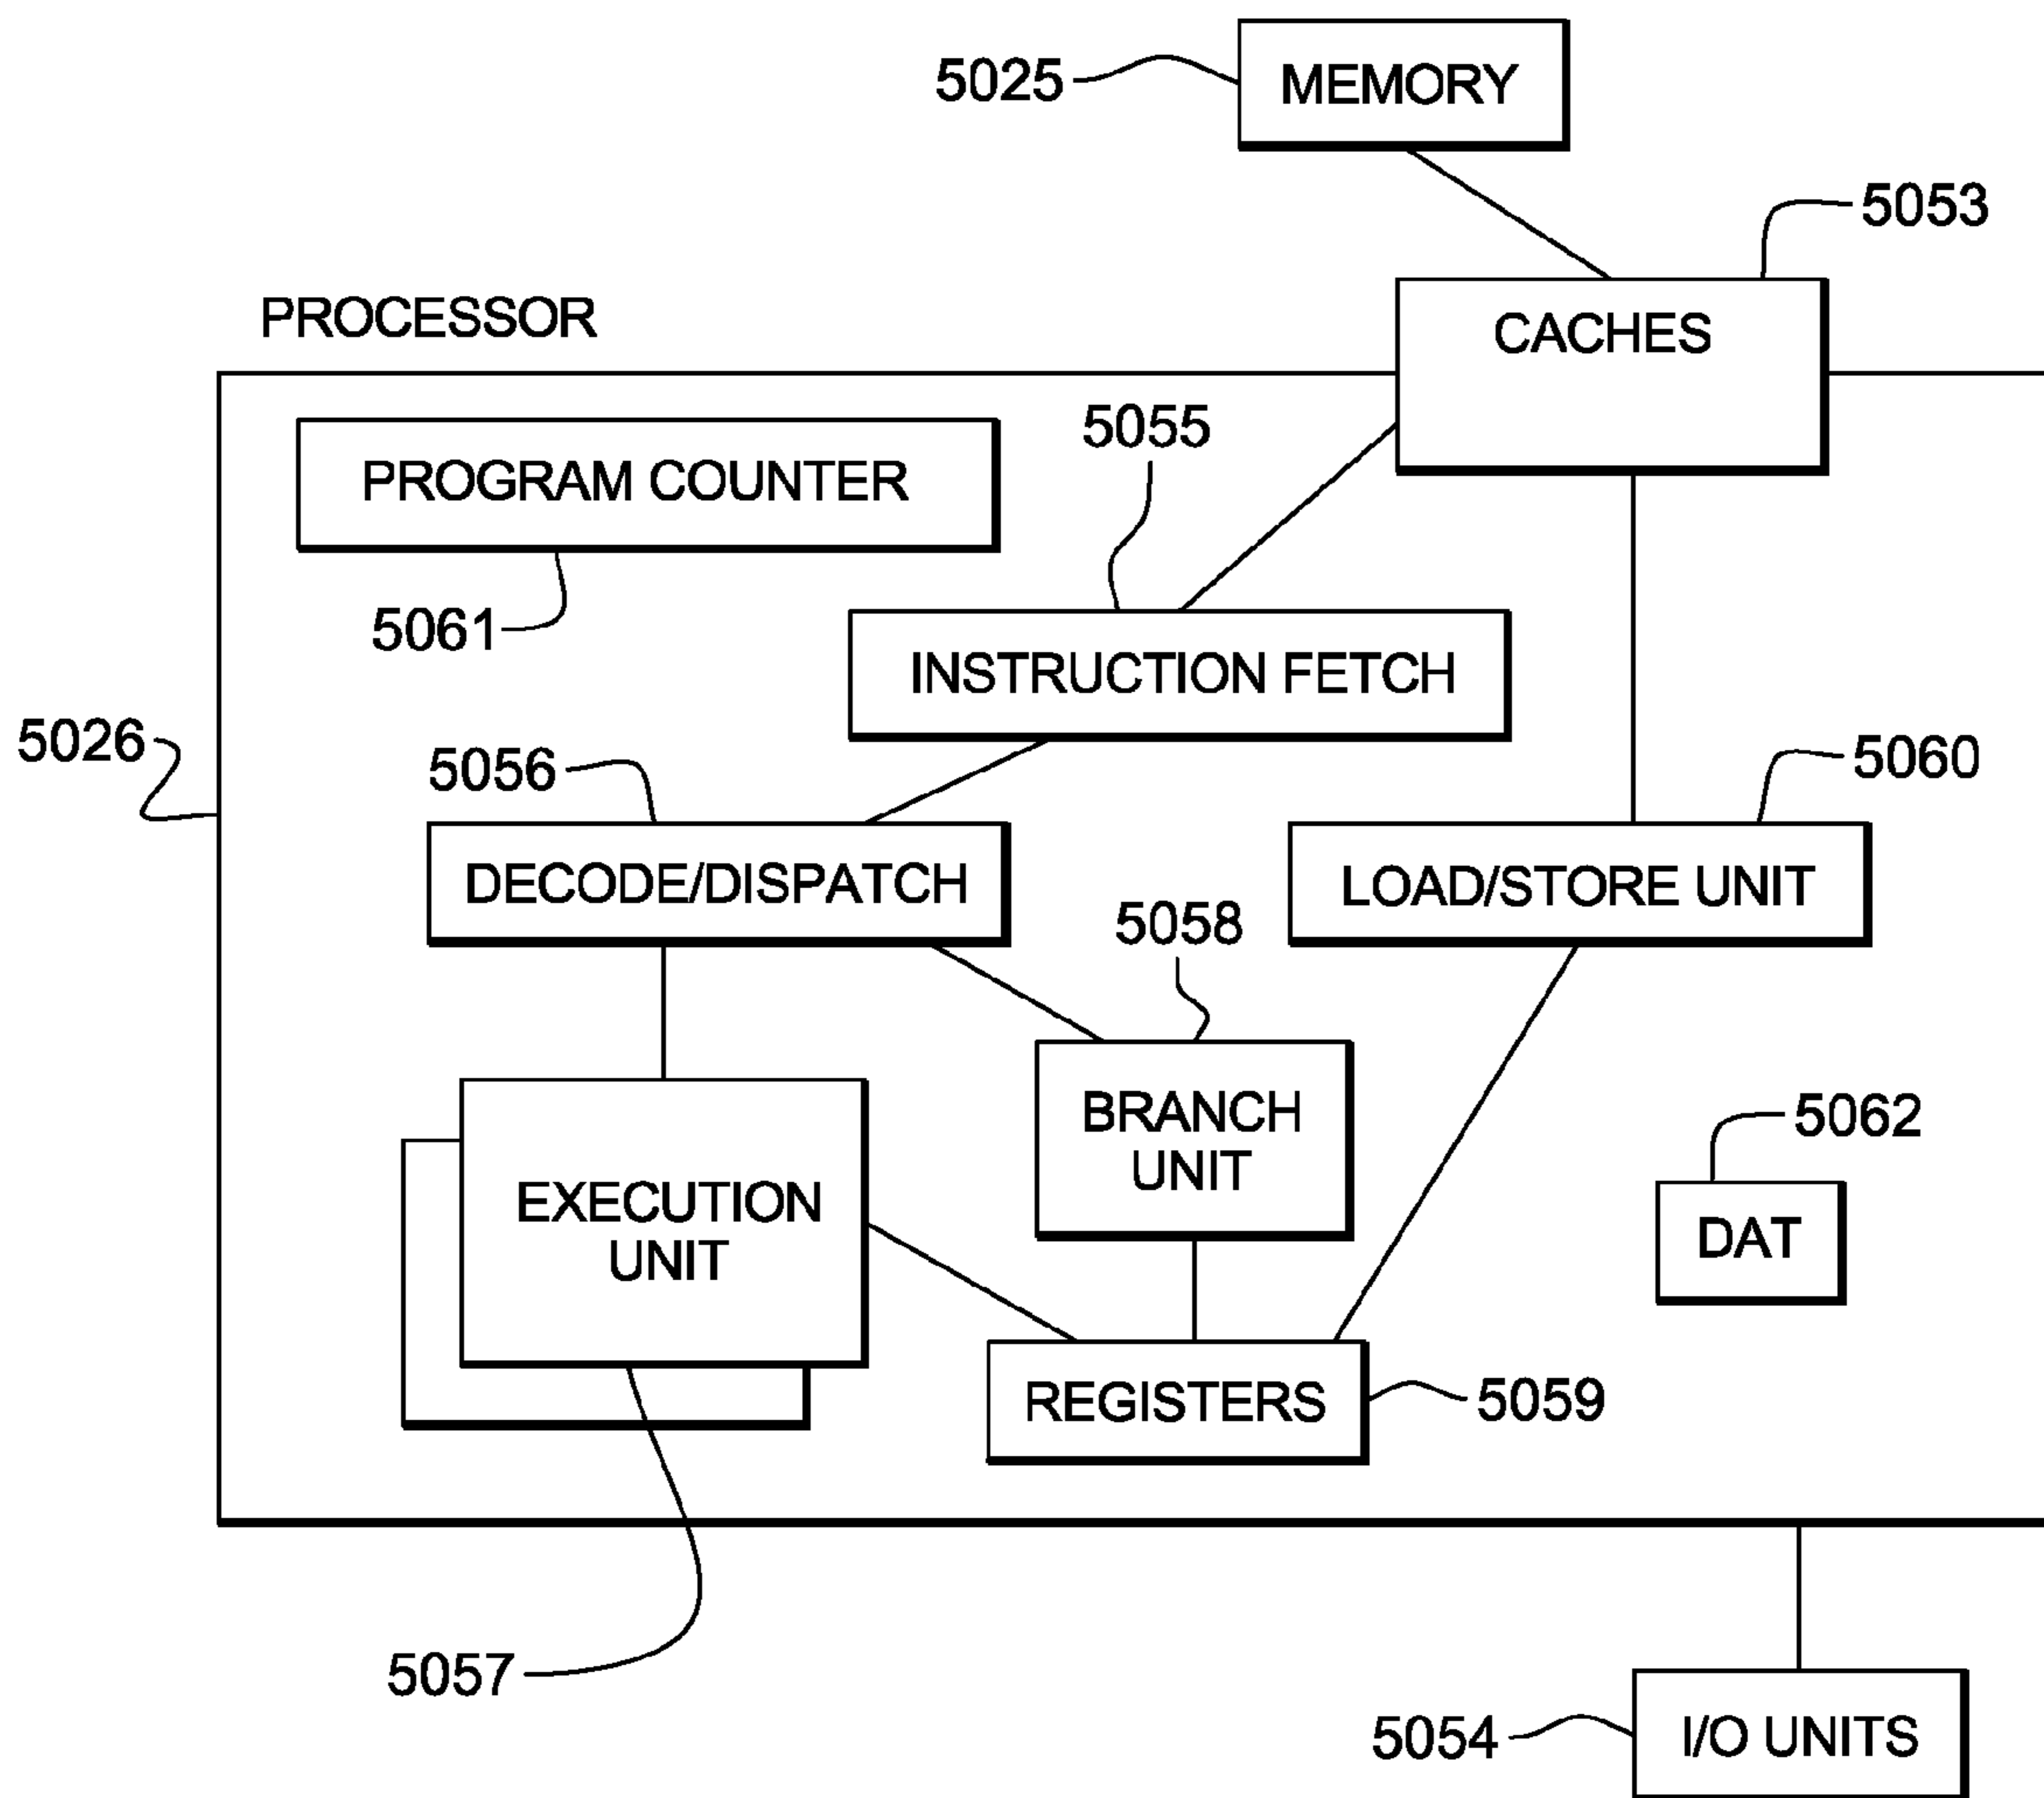 5025
MEMORY
5053
PROCESSOR
CACHES
5055
PROGRAM COUNTER
5061
INSTRUCTION FETCH
5026
5056
5060
DECODE/DISPATCH
LOAD/STORE UNIT
5058
BRANCH
UNIT
5062
EXECUTION
UNIT
DAT
REGISTERS
5059
5057
5054
I/O UNITS